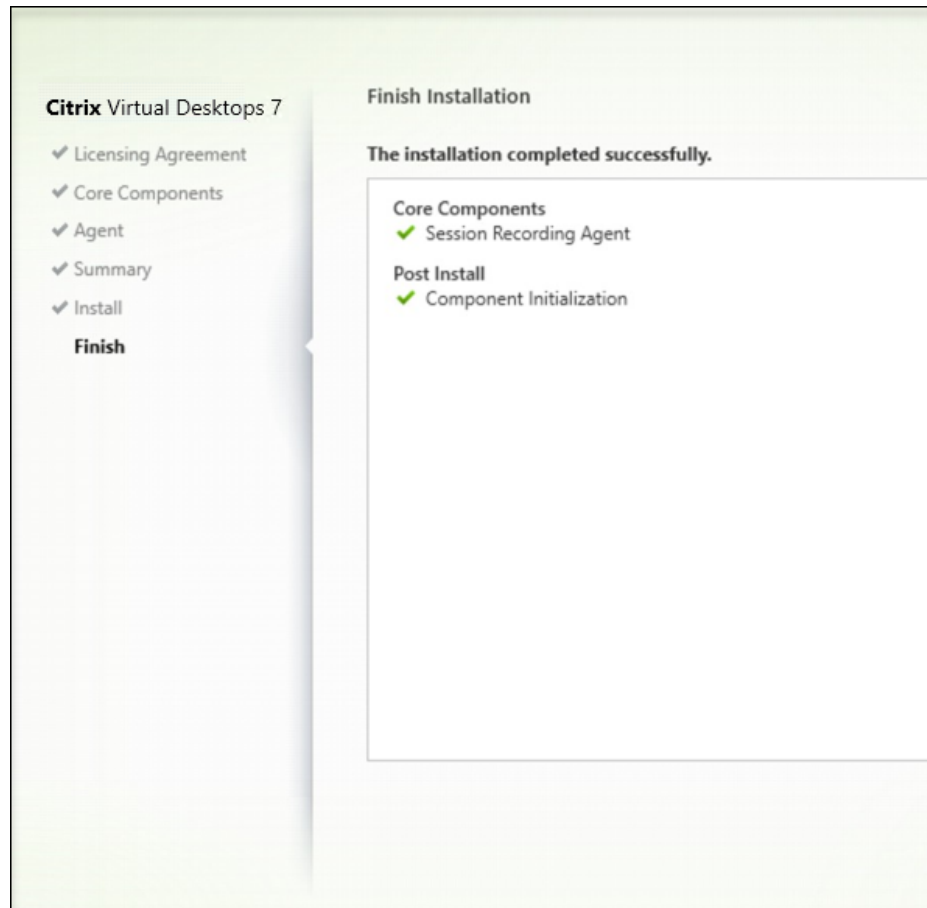 Citrix Virtual Desktops 7
Licensing Agreement
Core Components
Agent
Summary
Install
Finish
Finish Installation
The installation completed successfully.
Core Components
Session Recording Agent
Post Install
Component Initialization